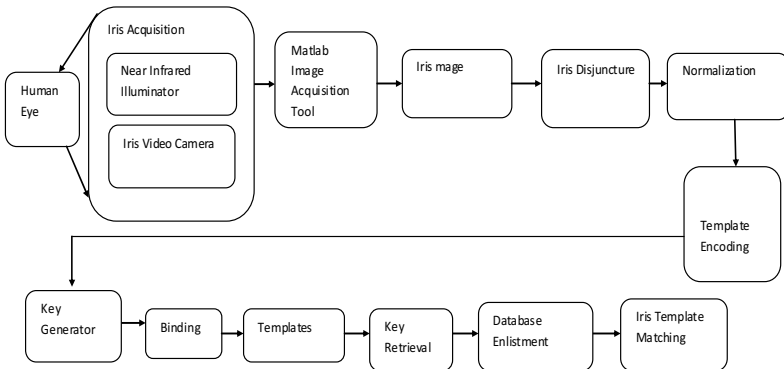 Iris Acquisition
Near Infrared
Illuminator
Iris Video Camera
Human
Eye
Matlab
Image
Acquisition
Tool
Iris mage
Iris Disjuncture
Normalization
Template
Encoding
Key
Generator
Binding
Templates
Key
Retrieval
Database
Enlistment
Iris Template
Matching